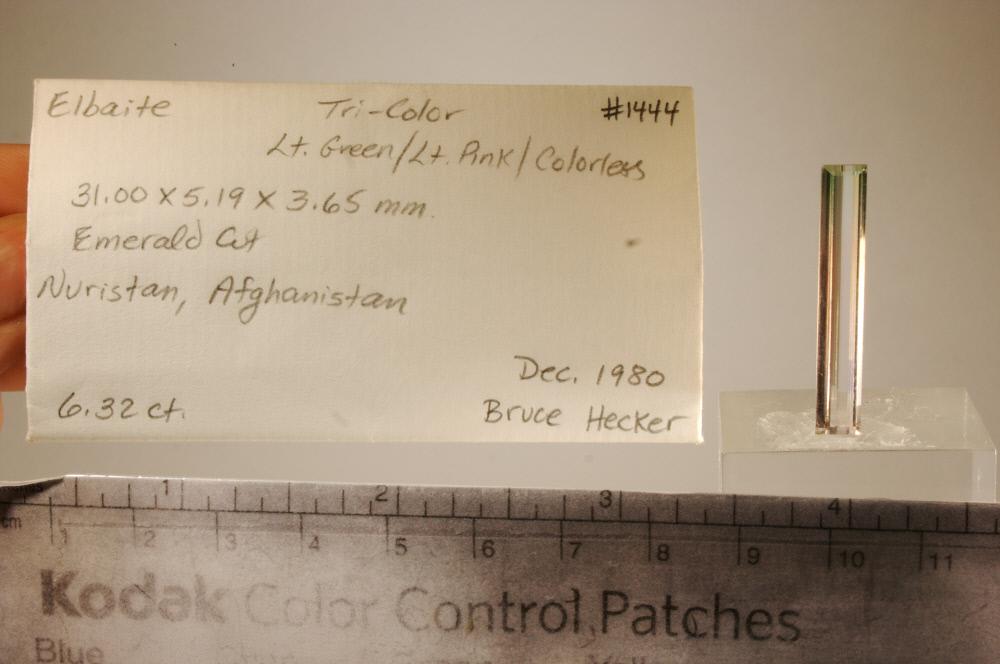 Elbaite Tri-Color #1444
Lt. Green/Lt. Pink/Colorless
31.00 x 5.19 x 3.65 mm.
Emerald Cut
Nuristan, Afghanistan
Dec. 1980
6.32 ct. Bruce Hecker
1 2 3 4
cm 1 2 3 4 5 6 7 8 9 10 11
Kodak Color Control Patches
Blue